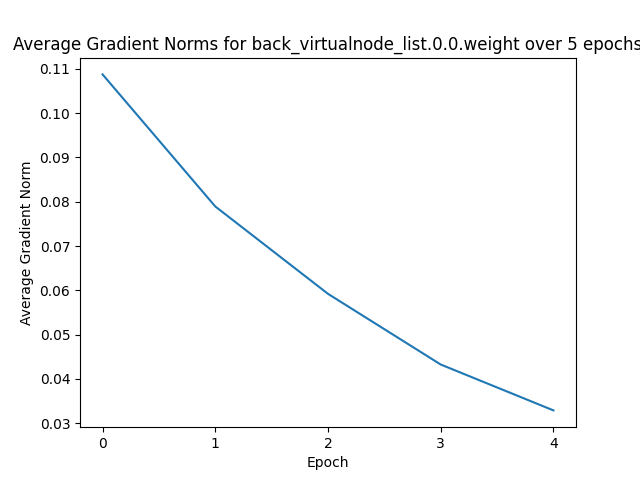 Average Gradient Norms for back_virtualnode_list.0.0.weight over 5 epochs
0.11
0.10
0.09
0.08
0.07
0.06
0.05
0.04
0.03
Average Gradient Norm
0 1 2 3 4
Epoch